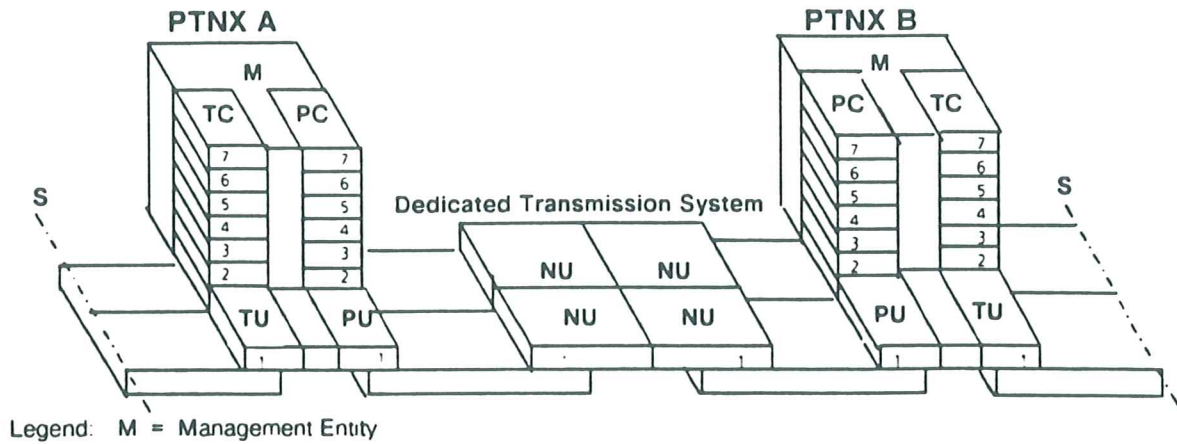 PTNX A PTNX B
M M
TC PC PC TC
7 7 7 7
6 6 6 6
5 5 5 5
4 4 4 4
3 3 3 3
2 2 2 2
S S
Dedicated Transmission System
NU NU
TU PU NU NU PU TU
1 1 1 1 1
Legend: M = Management Entity